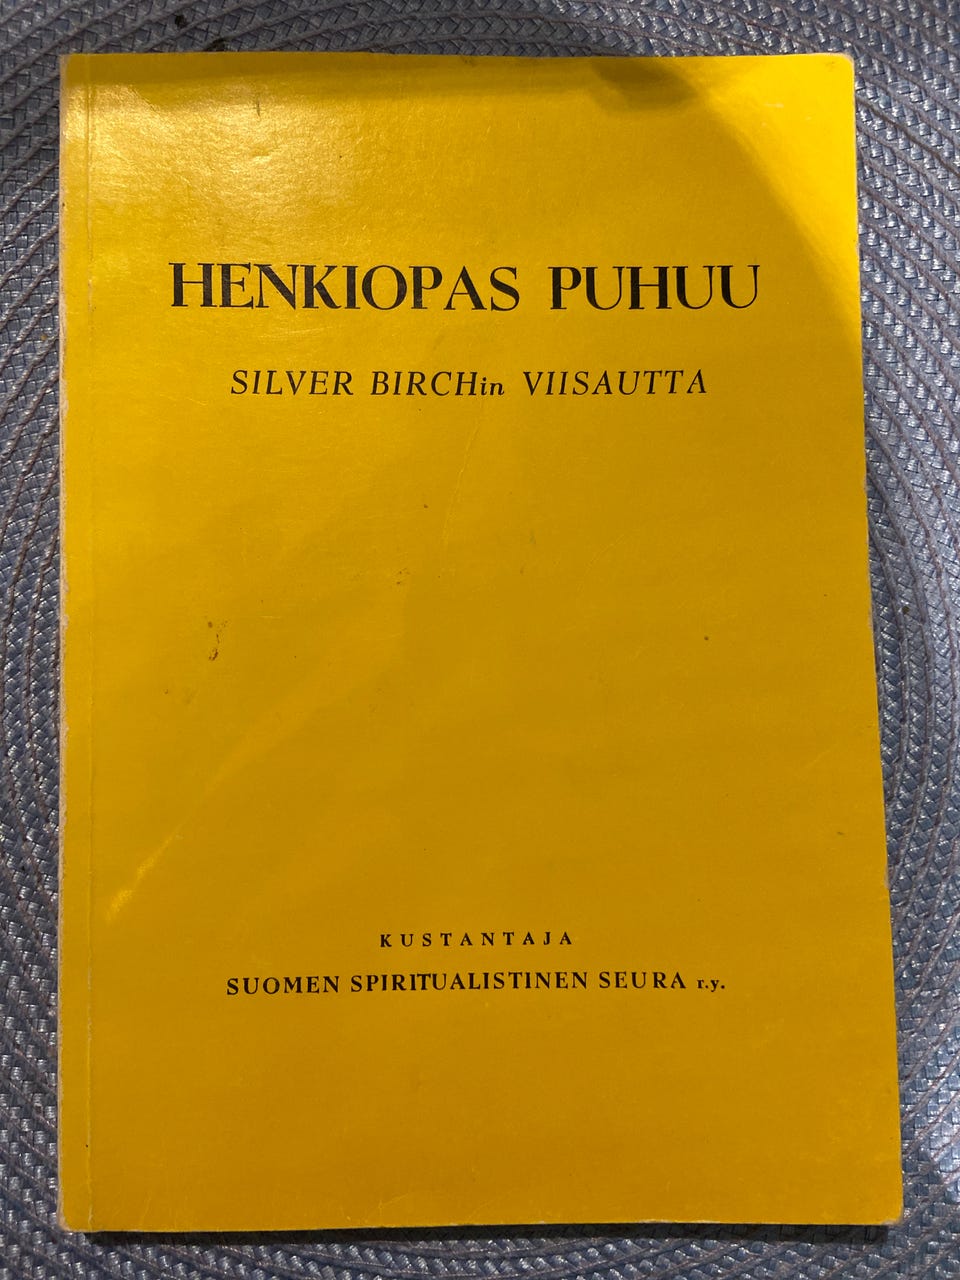 HENKIOPAS PUHUU
SILVER BIRCHin VIISAUTTA
KUSTANTAJA
SUOMEN SPIRITUALISTINEN SEURA r.y.